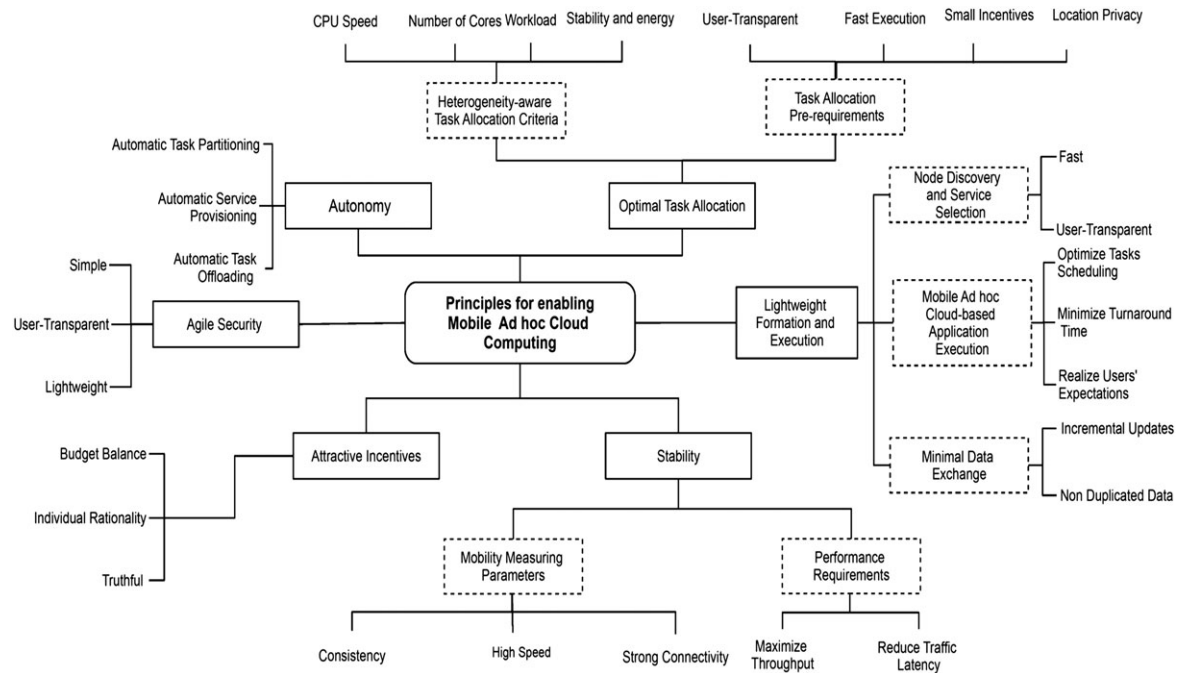 CPU Speed
Number of Cores Workload
Stability and energy
User-Transparent
Fast Execution
Small Incentives
Location Privacy
Heterogeneity-aware
Task Allocation Criteria
Task Allocation
Pre-requirements
Automatic Task Partitioning
Automatic Service
Provisioning
Automatic Task
Offloading
Autonomy
Optimal Task Allocation
Node Discovery
and Service
Selection
Fast
User-Transparent
Simple
User-Transparent
Lightweight
Agile Security
Principles for enabling
Mobile Ad hoc Cloud
Computing
Lightweight
Formation and
Execution
Mobile Ad hoc
Cloud-based
Application
Execution
Optimize Tasks
Scheduling
Minimize Turnaround
Time
Realize Users'
Expectations
Budget Balance
Individual Rationality
Truthful
Attractive Incentives
Stability
Minimal Data
Exchange
Incremental Updates
Non Duplicated Data
Mobility Measuring
Parameters
Performance
Requirements
Consistency
High Speed
Strong Connectivity
Maximize
Throughput
Reduce Traffic
Latency